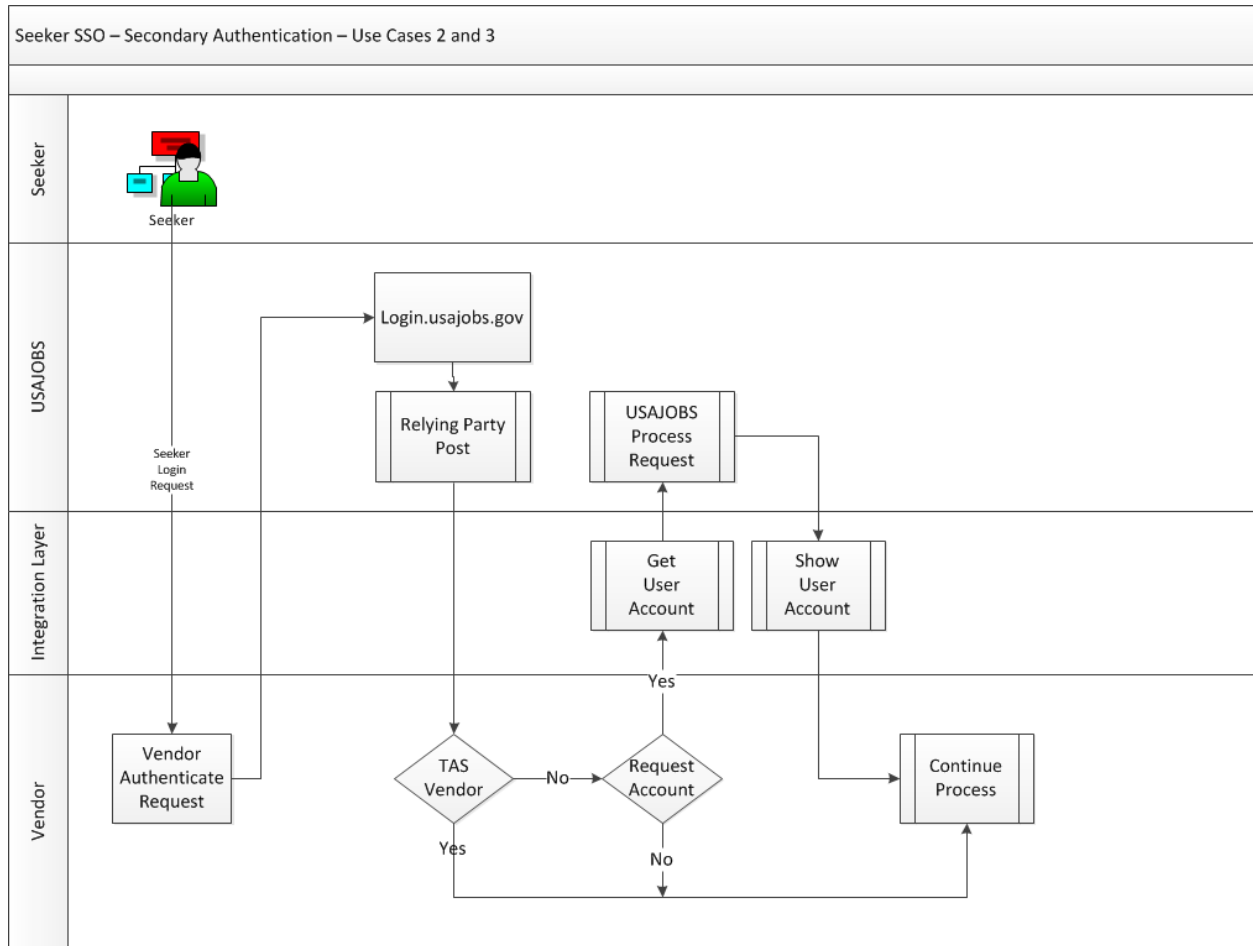 Seeker SSO – Secondary Authentication – Use Cases 2 and 3
Seeker
Seeker
USAJOBS
Login.usajobs.gov
Relying Party
Post
USAJOBS
Process
Request
Seeker
Login
Request
Integration Layer
Get
User
Account
Show
User
Account
Vendor
Yes
Vendor
Authenticate
Request
TAS
Vendor
No
Request
Account
Continue
Process
Yes
No